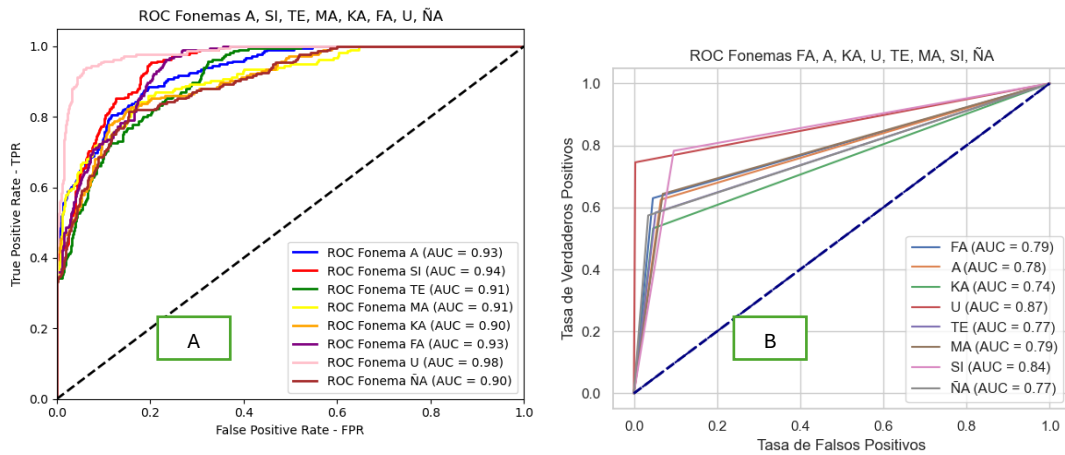 ROC Fonemas A, SI, TE, MA, KA, FA, U, ÑA
1.0
0.8
0.6
0.4
0.2
0.0
True Positive Rate - TPR
0.0
0.2
0.4
0.6
0.8
1.0
False Positive Rate - FPR
ROC Fonema A (AUC = 0.93)
ROC Fonema SI (AUC = 0.94)
ROC Fonema TE (AUC = 0.91)
ROC Fonema MA (AUC = 0.91)
ROC Fonema KA (AUC = 0.90)
ROC Fonema FA (AUC = 0.93)
ROC Fonema U (AUC = 0.98)
ROC Fonema ÑA (AUC = 0.90)
A
ROC Fonemas FA, A, KA, U, TE, MA, SI, ÑA
1.0
0.8
0.6
0.4
0.2
0.0
Tasa de Verdaderos Positivos
0.0
0.2
0.4
0.6
0.8
1.0
Tasa de Falsos Positivos
FA (AUC = 0.79)
A (AUC = 0.78)
KA (AUC = 0.74)
U (AUC = 0.87)
TE (AUC = 0.77)
MA (AUC = 0.79)
SI (AUC = 0.84)
ÑA (AUC = 0.77)
B